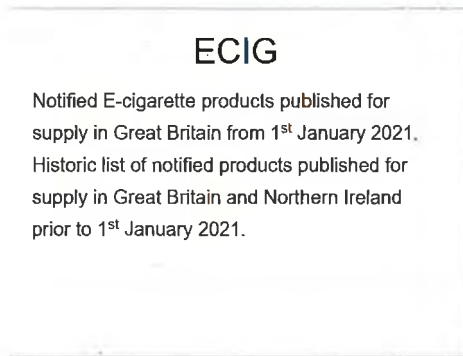 ECIG
Notified E-cigarette products published for
supply in Great Britain from 1st January 2021.
Historic list of notified products published for
supply in Great Britain and Northern Ireland
prior to 1st January 2021.